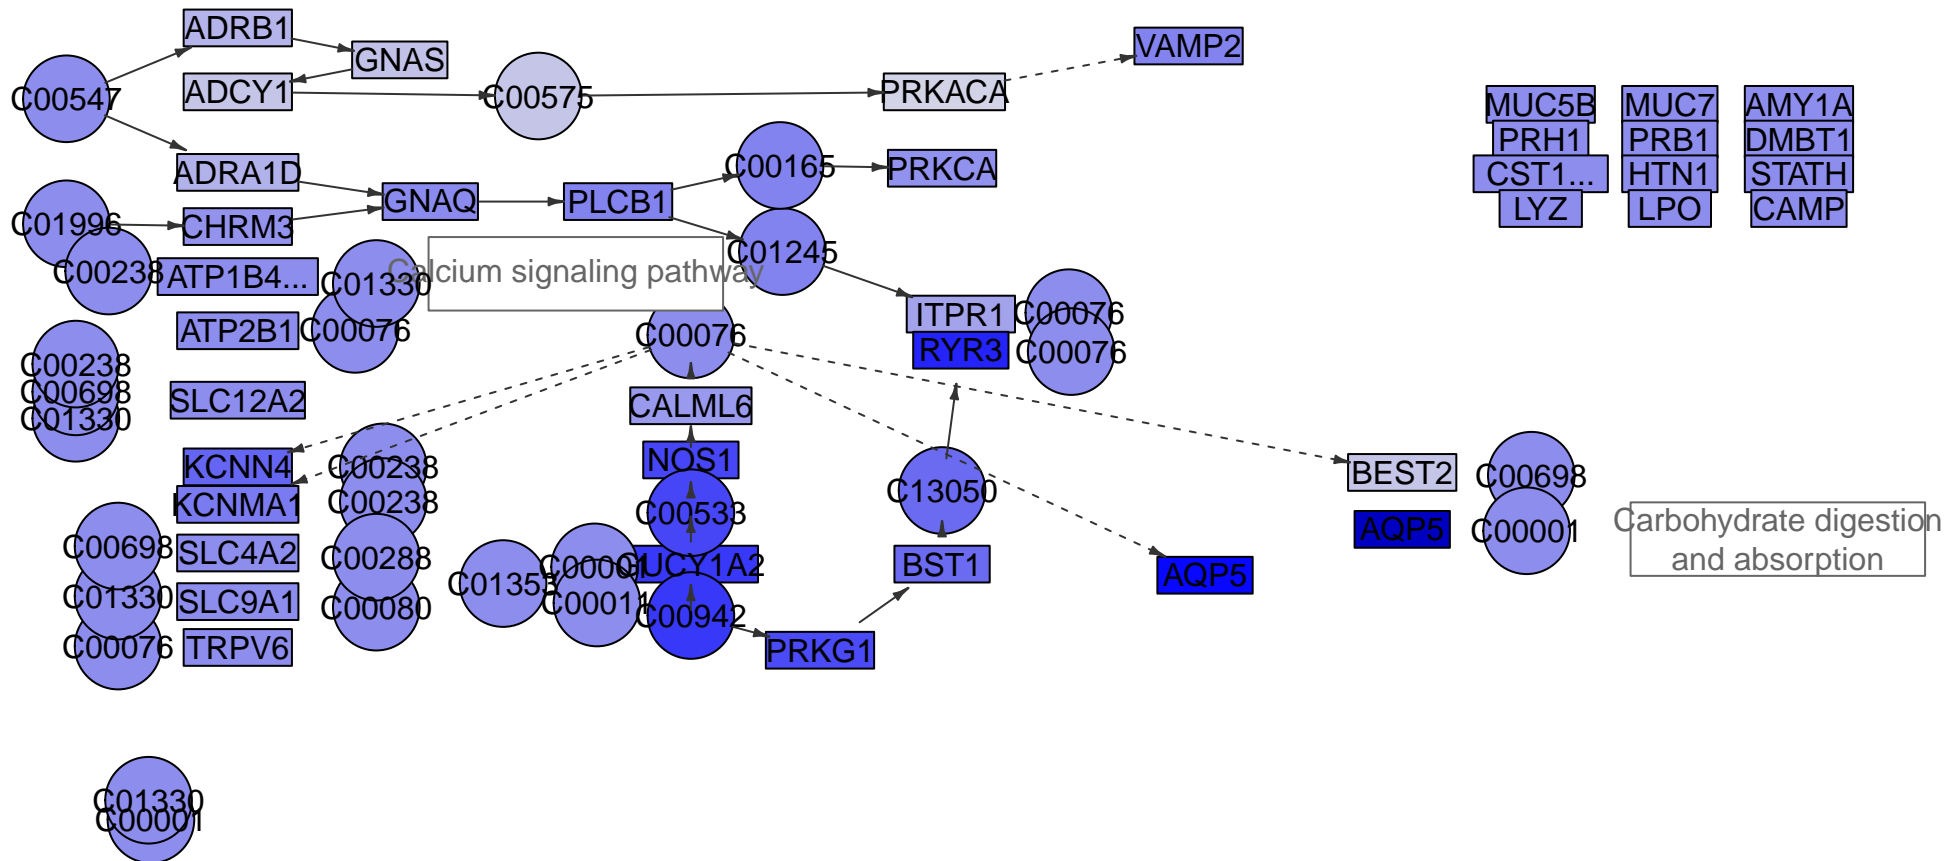 ADRB1
GNAS
VAMP2
C00547
ADCY1
C00575
PRKACA
MUC5B
MUC7
AMY1A
PRH1
PRB1
DMBT1
ADRA1D
C00165
PRKCA
CST1...
HTN1
STATH
GNAQ
PLCB1
LYZ
LPO
CAMP
C01996
CHRM3
C01245
C00238
ATP1B4...
C01330
Calcium signaling pathway
ATP2B1
C00076
C00076
ITPR1
C00076
RYR3
C00076
C00238
C00698
C01330
SLC12A2
CALML6
KCNN4
C00238
NOS1
BEST2
C00698
KCNMA1
C00238
C00533
C13050
AQP5
C00001
Carbohydrate digestion
and absorption
C00698
SLC4A2
C00288
C01353
C00001
GUCY1A2
BST1
AQP5
C01330
SLC9A1
C00080
C00011
C00942
C00076
TRPV6
PRKG1
C01330
C00001